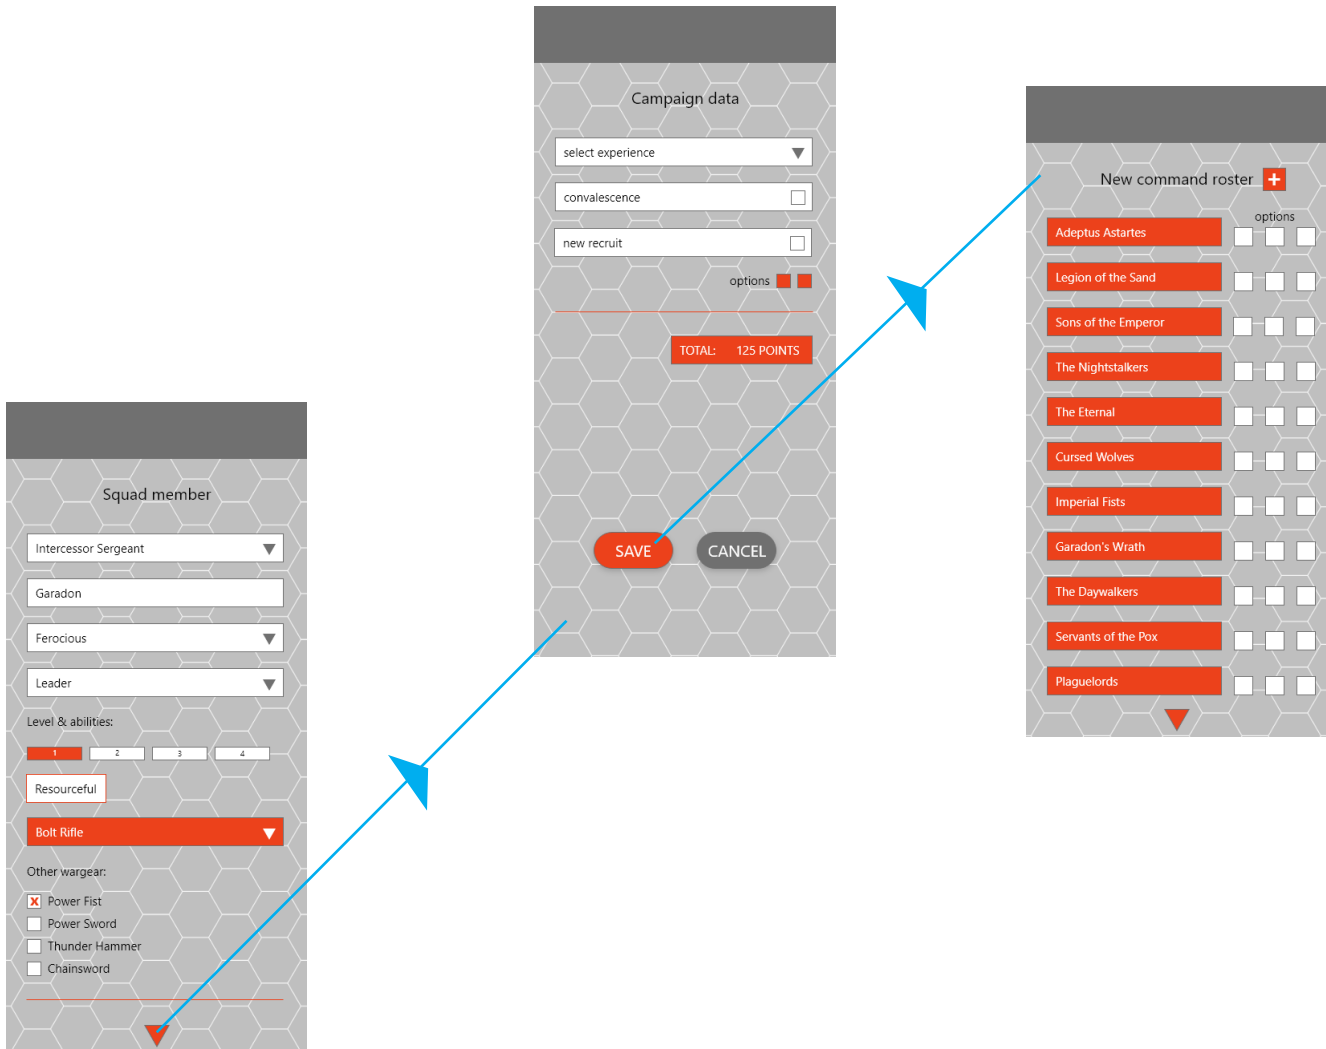 Squad member
Intercessor Sergeant
Garadon
Ferocious
Leader
Level & abilities:
1 2 3 4
Resourceful
Bolt Rifle
Other wargear:
X Power Fist
Power Sword
Thunder Hammer
Chainsword
Campaign data
select experience
convalescence
new recruit
options
TOTAL: 125 POINTS
SAVE CANCEL
New command roster +
options
Adeptus Astartes
Legion of the Sand
Sons of the Emperor
The Nightstalkers
The Eternal
Cursed Wolves
Imperial Fists
Garadon's Wrath
The Daywalkers
Servants of the Pox
Plaguelords